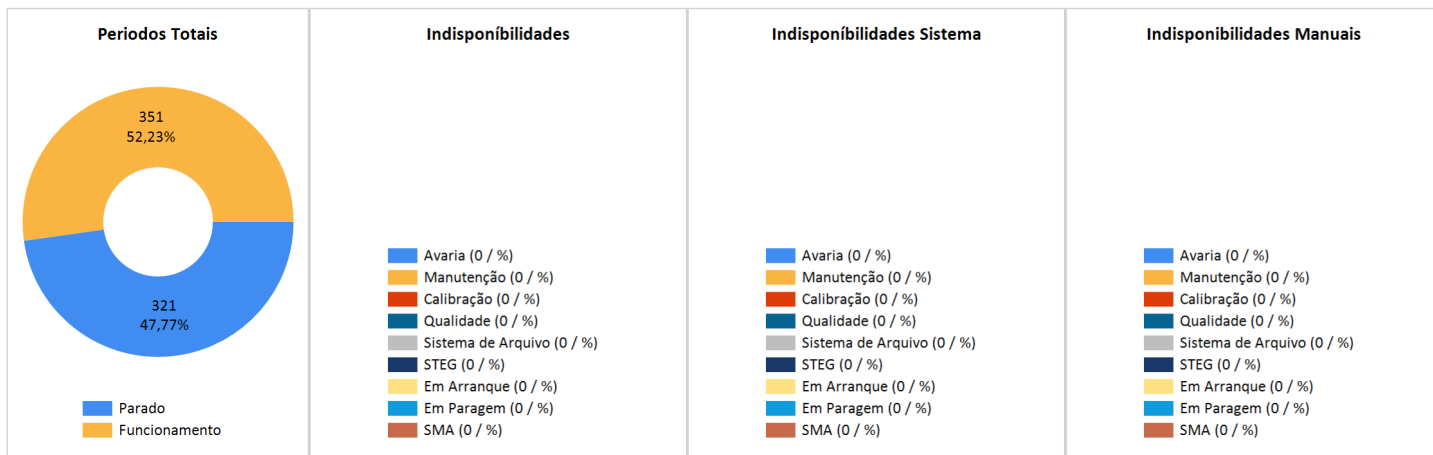 Periodos Totais
351
52,23%
321
47,77%
Parado
Funcionamento
Indisponíbilidades
Avaria (0 / %)
Manutenção (0 / %)
Calibração (0 / %)
Qualidade (0 / %)
Sistema de Arquivo (0 / %)
STEG (0 / %)
Em Arranque (0 / %)
Em Paragem (0 / %)
SMA (0 / %)
Indisponíbilidades Sistema
Avaria (0 / %)
Manutenção (0 / %)
Calibração (0 / %)
Qualidade (0 / %)
Sistema de Arquivo (0 / %)
STEG (0 / %)
Em Arranque (0 / %)
Em Paragem (0 / %)
SMA (0 / %)
Indisponibilidades Manuais
Avaria (0 / %)
Manutenção (0 / %)
Calibração (0 / %)
Qualidade (0 / %)
Sistema de Arquivo (0 / %)
STEG (0 / %)
Em Arranque (0 / %)
Em Paragem (0 / %)
SMA (0 / %)